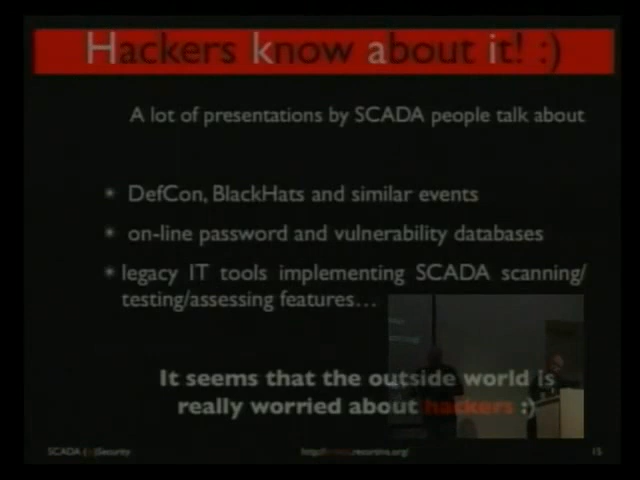 Hackers know about it! :)
A lot of presentations by SCADA people talk about
* DefCon, BlackHats and similar events
* on-line password and vulnerability databases
* legacy IT tools implementing SCADA scanning/
testing/assessing features...
It seems that the outside world is
really worried about hackers :)
SCADA Security
15